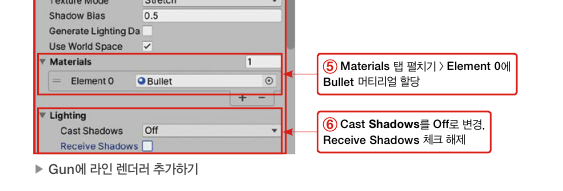 Texture Mode Stretch
Shadow Bias 0.5
Generate Lighting Da
Use World Space
Materials 1
Element 0 Bullet
+ −
Lighting
Cast Shadows Off
Receive Shadows
⑤ Materials 탭 펼치기 > Element 0에
Bullet 머티리얼 할당
⑥ Cast Shadows를 Off로 변경,
Receive Shadows 체크 해제
▶ Gun에 라인 렌더러 추가하기